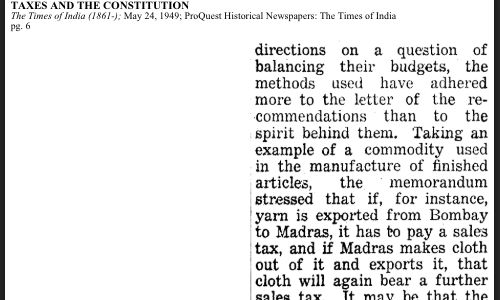 TAXES AND THE CONSTITUTION
The Times of India (1861-); May 24, 1949; ProQuest Historical Newspapers: The Times of India
pg. 6
directions on a question of
balancing their budgets, the
methods used have adhered
more to the letter of the re-
commendations than to the
spirit behind them. Taking an
example of a commodity used
in the manufacture of finished
articles, the memorandum
stressed that if, for instance,
yarn is exported from Bombay
to Madras, it has to pay a sales
tax, and if Madras makes cloth
out of it and exports it, that
cloth will again bear a further
sales tax. It may be that the